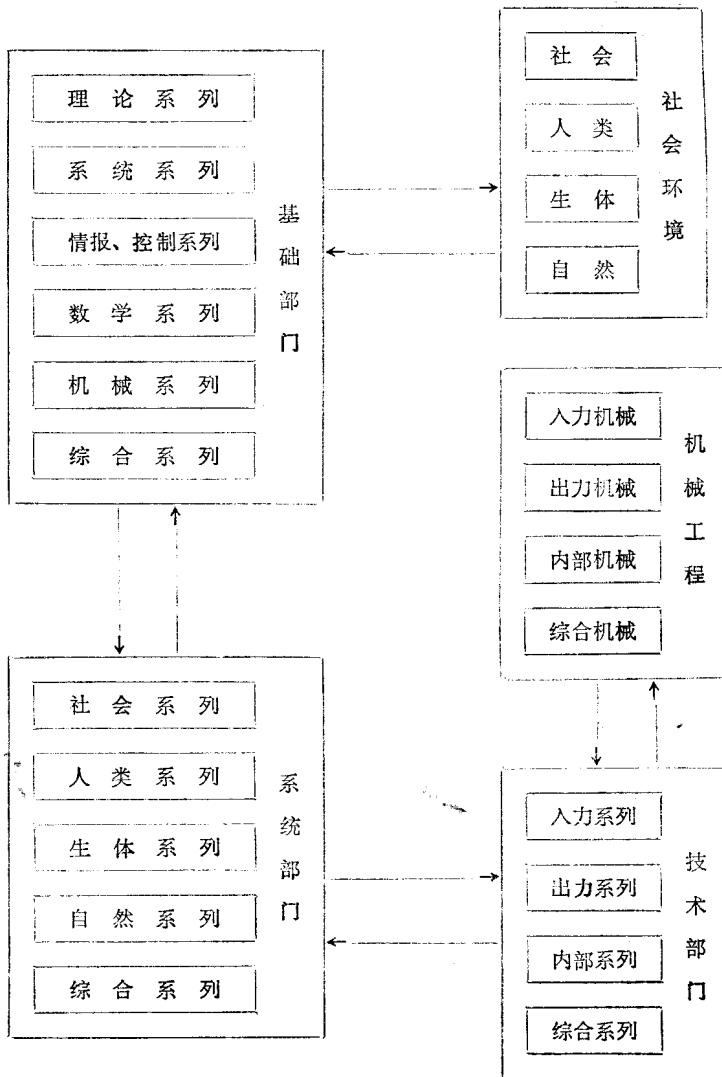 理论系列
系统系列
情报、控制系列
数学系列
机械系列
综合系列
基础部门
社会
人类
生体
自然
社会环境
入力机械
出力机械
内部机械
综合机械
机械工程
社会系列
人类系列
生体系列
自然系列
综合系列
系统部门
入力系列
出力系列
内部系列
综合系列
技术部门